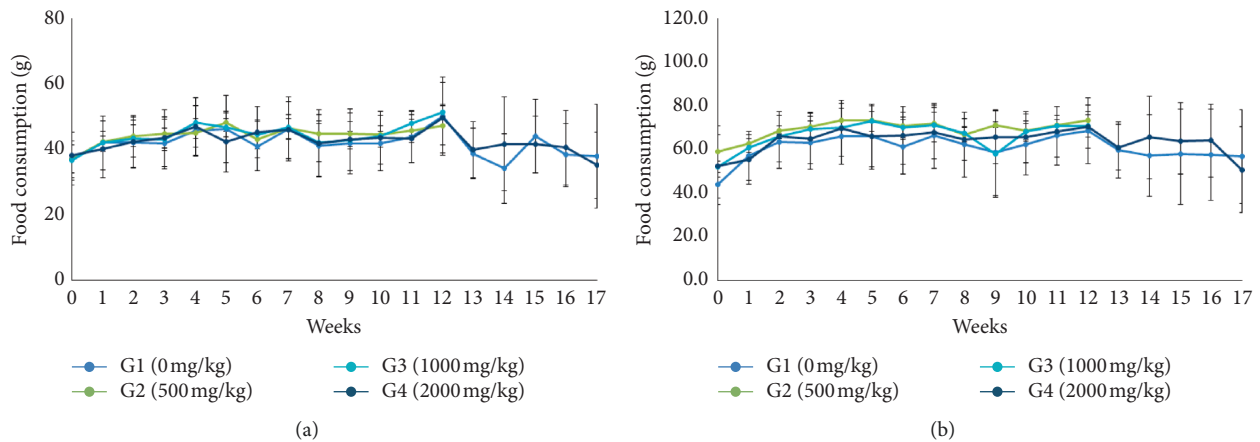 80
60
40
20
0
Food consumption (g)
0 1 2 3 4 5 6 7 8 9 10 11 12 13 14 15 16 17
Weeks
G1 (0 mg/kg)
G3 (1000 mg/kg)
G2 (500 mg/kg)
G4 (2000 mg/kg)
(a)
120.0
100.0
80.0
60.0
40.0
20.0
0.0
Food consumption (g)
0 1 2 3 4 5 6 7 8 9 10 11 12 13 14 15 16 17
Weeks
G1 (0 mg/kg)
G3 (1000 mg/kg)
G2 (500 mg/kg)
G4 (2000 mg/kg)
(b)